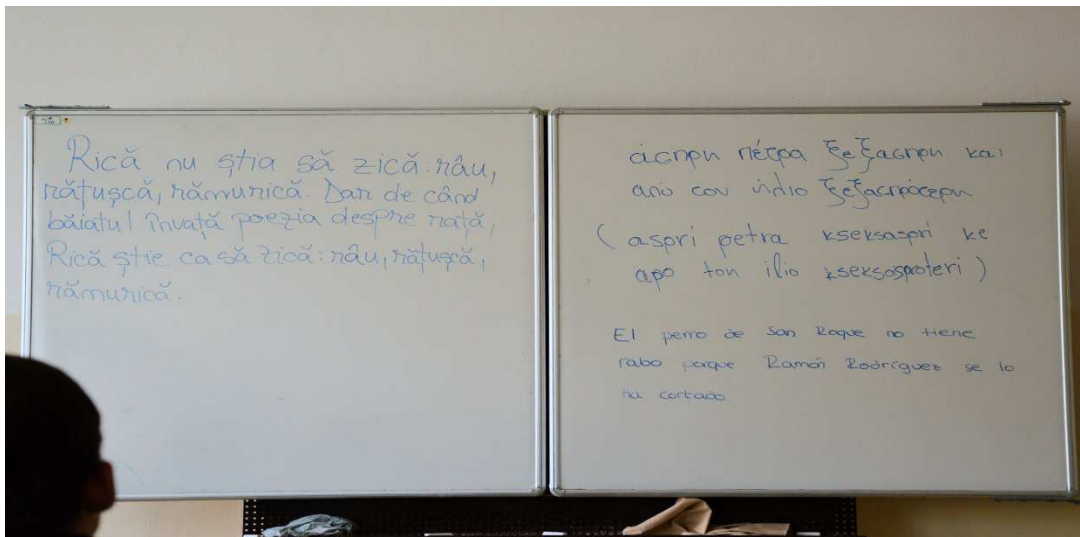 Rică nu știa să zică: râu,
rățușcă, rămurică. Dar de când
băiatul învață poezia despre rață,
Rică știe ca să zică: râu, rățușcă,
rămurică.
άσπρη πέτρα ξεξασπρη και
από τον ήλιο ξεξασπρότερη
(aspri petra kseksaspri ke
apo ton ilio kseksosproteri)
El perro de San Roque no tiene
rabo porque Ramón Rodríguez se lo
ha cortado